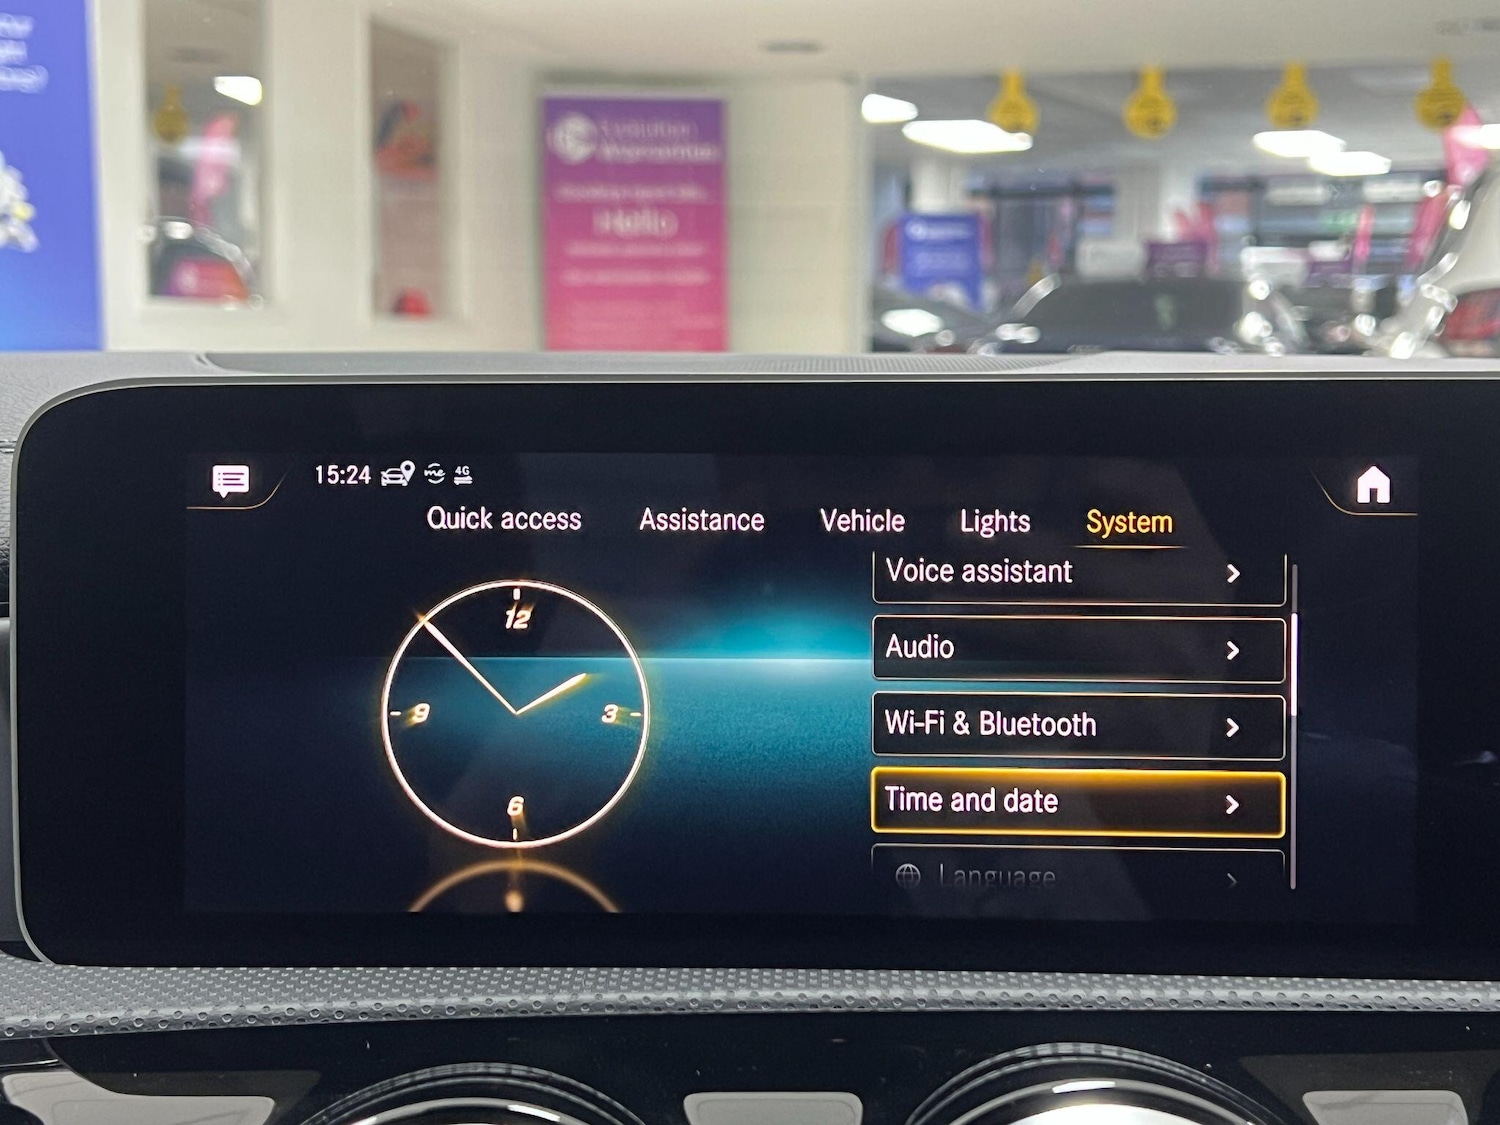 Hello
15:24 me 4G
Quick access Assistance Vehicle Lights System
12
9 3
6
Voice assistant
Audio
Wi-Fi & Bluetooth
Time and date
Language